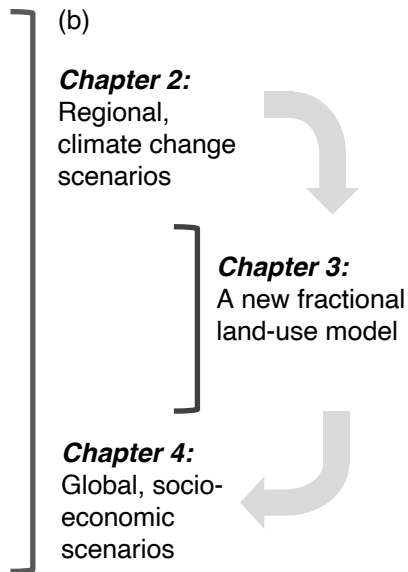 (b)
Chapter 2:
Regional,
climate change
scenarios
Chapter 3:
A new fractional
land-use model
Chapter 4:
Global, socio-
economic
scenarios